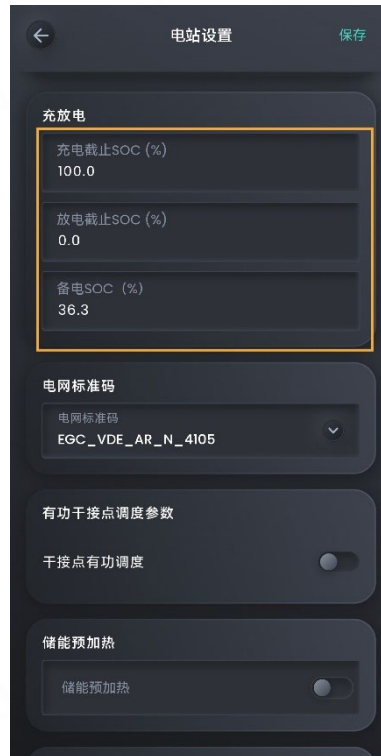 电站设置
保存
充放电
充电截止SOC (%)
100.0
放电截止SOC (%)
0.0
备电SOC（%）
36.3
电网标准码
电网标准码
EGC_VDE_AR_N_4105
有功干接点调度参数
干接点有功调度
储能预加热
储能预加热